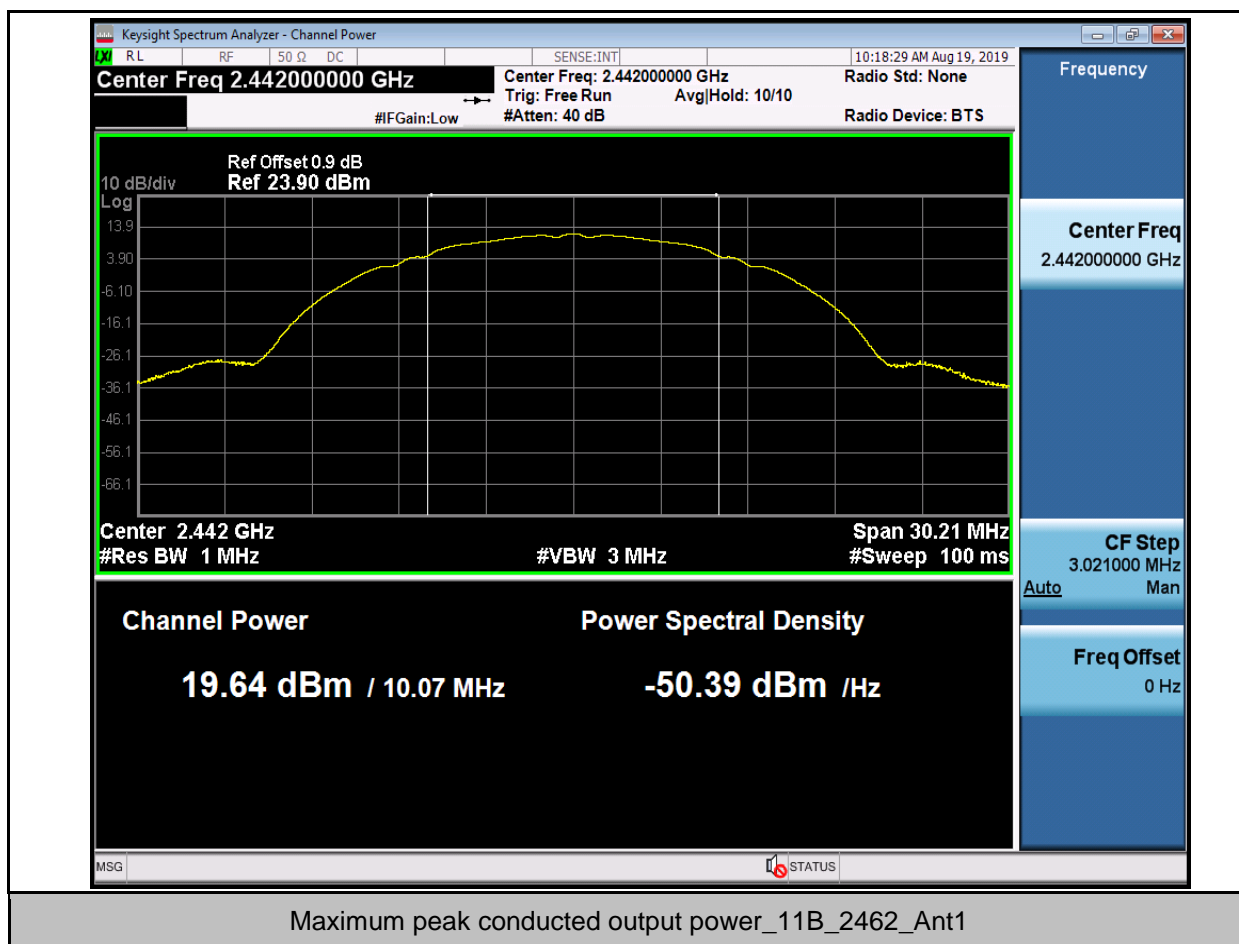 Keysight Spectrum Analyzer - Channel Power
LXI RL RF 50 Ω DC SENSE:INT 10:18:29 AM Aug 19, 2019
Center Freq 2.442000000 GHz
#IFGain:Low
Center Freq: 2.442000000 GHz
Trig: Free Run Avg|Hold: 10/10
#Atten: 40 dB
Radio Std: None
Radio Device: BTS
Frequency
Ref Offset 0.9 dB
10 dB/div Ref 23.90 dBm
Log
13.9
3.90
-6.10
-16.1
-26.1
-36.1
-46.1
-56.1
-66.1
Center 2.442 GHz Span 30.21 MHz
#Res BW 1 MHz #VBW 3 MHz #Sweep 100 ms
Center Freq
2.442000000 GHz
CF Step
3.021000 MHz
Auto Man
Freq Offset
0 Hz
Channel Power Power Spectral Density
19.64 dBm / 10.07 MHz -50.39 dBm /Hz
MSG STATUS
Maximum peak conducted output power_11B_2462_Ant1